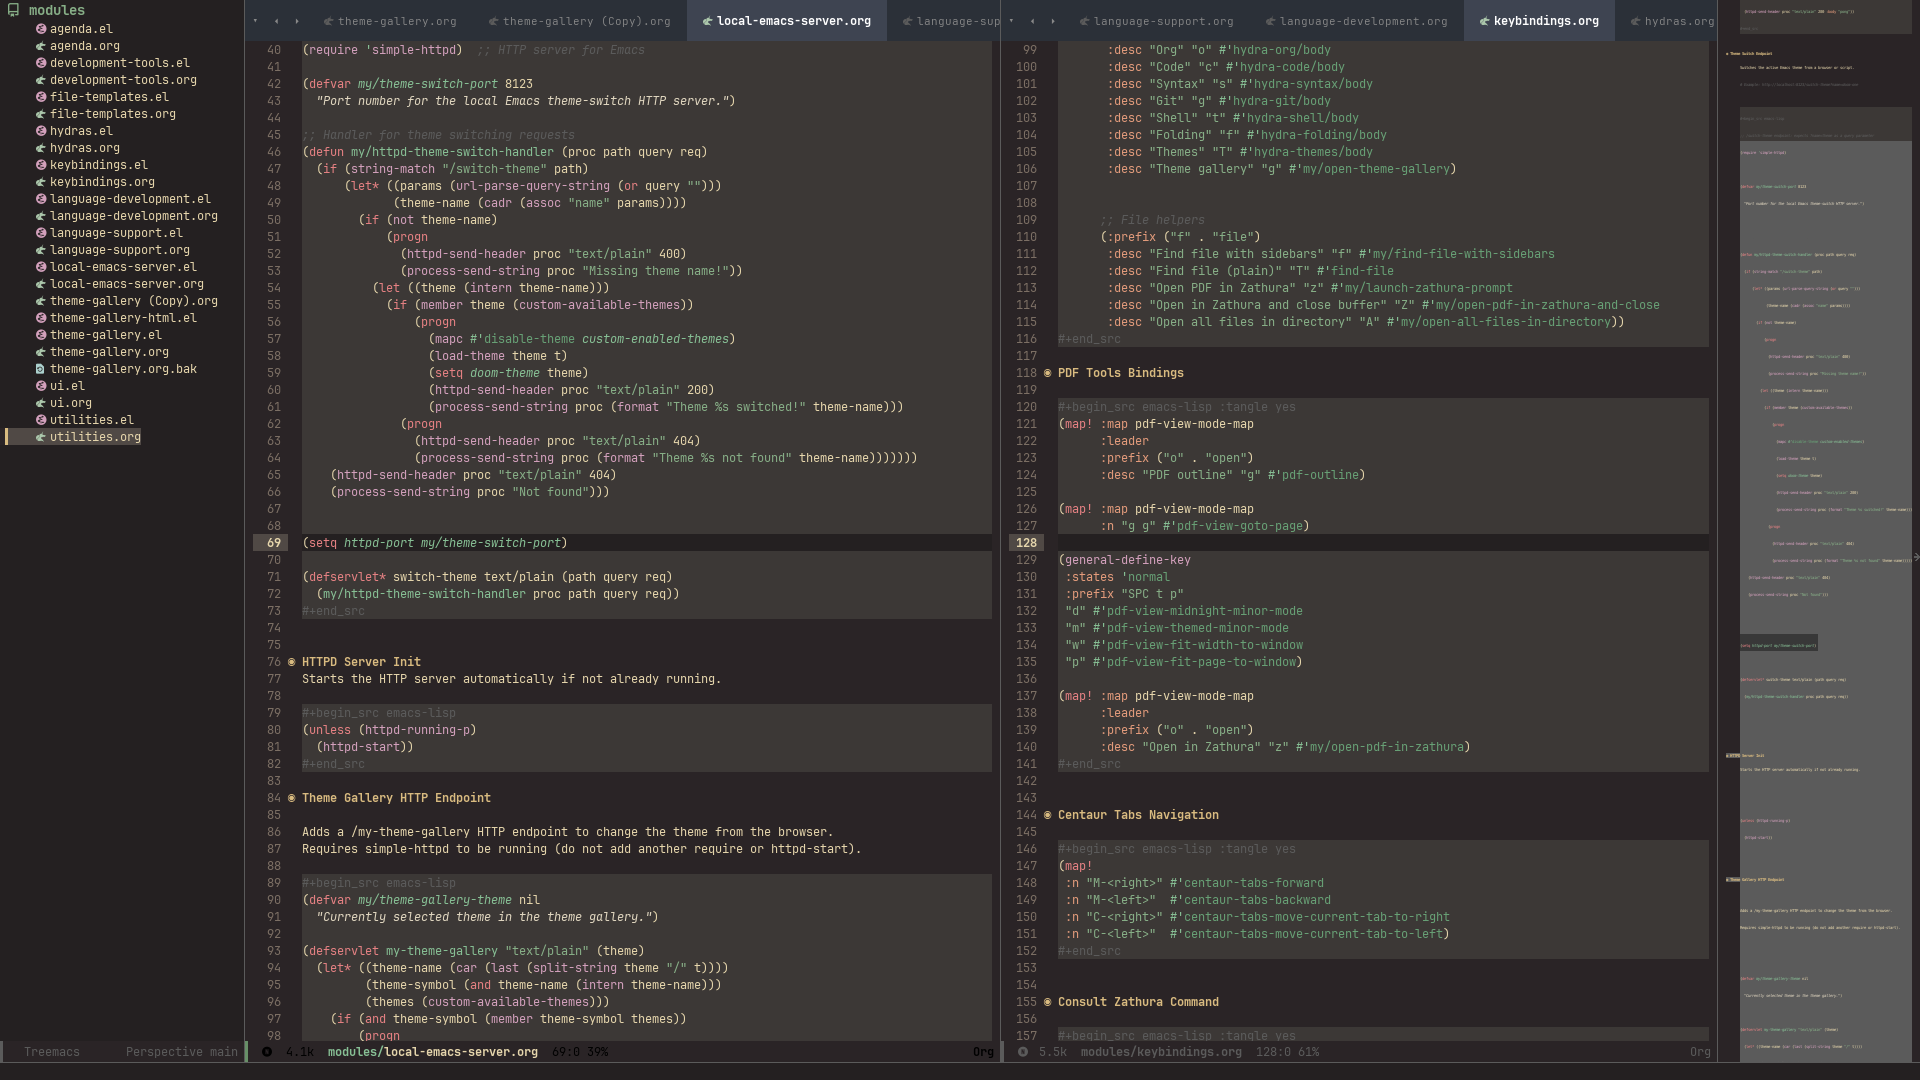 modules
agenda.el
agenda.org
development-tools.el
development-tools.org
file-templates.el
file-templates.org
hydras.el
hydras.org
keybindings.el
keybindings.org
language-development.el
language-development.org
language-support.el
language-support.org
local-emacs-server.el
local-emacs-server.org
theme-gallery (Copy).org
theme-gallery-html.el
theme-gallery.el
theme-gallery.org
theme-gallery.org.bak
ui.el
ui.org
utilities.el
utilities.org
Treemacs Perspective main
theme-gallery.org theme-gallery (Copy).org local-emacs-server.org language-sup
40 (require 'simple-httpd)  ;; HTTP server for Emacs
41
42 (defvar my/theme-switch-port 8123
43   "Port number for the local Emacs theme-switch HTTP server.")
44
45 ;; Handler for theme switching requests
46 (defun my/httpd-theme-switch-handler (proc path query req)
47   (if (string-match "/switch-theme" path)
48       (let* ((params (url-parse-query-string (or query "")))
49              (theme-name (cadr (assoc "name" params))))
50         (if (not theme-name)
51             (progn
52               (httpd-send-header proc "text/plain" 400)
53               (process-send-string proc "Missing theme name!"))
54           (let ((theme (intern theme-name)))
55             (if (member theme (custom-available-themes))
56                 (progn
57                   (mapc #'disable-theme custom-enabled-themes)
58                   (load-theme theme t)
59                   (setq doom-theme theme)
60                   (httpd-send-header proc "text/plain" 200)
61                   (process-send-string proc (format "Theme %s switched!" theme-name)))
62               (progn
63                 (httpd-send-header proc "text/plain" 404)
64                 (process-send-string proc (format "Theme %s not found" theme-name)))))))
65     (httpd-send-header proc "text/plain" 404)
66     (process-send-string proc "Not found")))
67
68
69 (setq httpd-port my/theme-switch-port)
70
71 (defservlet* switch-theme text/plain (path query req)
72   (my/httpd-theme-switch-handler proc path query req))
73 #+end_src
74
75
76 ◉ HTTPD Server Init
77 Starts the HTTP server automatically if not already running.
78
79 #+begin_src emacs-lisp
80 (unless (httpd-running-p)
81   (httpd-start))
82 #+end_src
83
84 ◉ Theme Gallery HTTP Endpoint
85
86 Adds a /my-theme-gallery HTTP endpoint to change the theme from the browser.
87 Requires simple-httpd to be running (do not add another require or httpd-start).
88
89 #+begin_src emacs-lisp
90 (defvar my/theme-gallery-theme nil
91   "Currently selected theme in the theme gallery.")
92
93 (defservlet my-theme-gallery "text/plain" (theme)
94   (let* ((theme-name (car (last (split-string theme "/" t))))
95          (theme-symbol (and theme-name (intern theme-name)))
96          (themes (custom-available-themes)))
97     (if (and theme-symbol (member theme-symbol themes))
98         (progn
4.1k modules/local-emacs-server.org 69:0 39% Org
language-support.org language-development.org keybindings.org hydras.org
99        :desc "Org" "o" #'hydra-org/body
100       :desc "Code" "c" #'hydra-code/body
101       :desc "Syntax" "s" #'hydra-syntax/body
102       :desc "Git" "g" #'hydra-git/body
103       :desc "Shell" "t" #'hydra-shell/body
104       :desc "Folding" "f" #'hydra-folding/body
105       :desc "Themes" "T" #'hydra-themes/body
106       :desc "Theme gallery" "g" #'my/open-theme-gallery)
107
108
109      ;; File helpers
110      (:prefix ("f" . "file")
111       :desc "Find file with sidebars" "f" #'my/find-file-with-sidebars
112       :desc "Find file (plain)" "T" #'find-file
113       :desc "Open PDF in Zathura" "z" #'my/launch-zathura-prompt
114       :desc "Open in Zathura and close buffer" "Z" #'my/open-pdf-in-zathura-and-close
115       :desc "Open all files in directory" "A" #'my/open-all-files-in-directory))
116 #+end_src
117
118 ◉ PDF Tools Bindings
119
120 #+begin_src emacs-lisp :tangle yes
121 (map! :map pdf-view-mode-map
122       :leader
123       :prefix ("o" . "open")
124       :desc "PDF outline" "g" #'pdf-outline)
125
126 (map! :map pdf-view-mode-map
127       :n "g g" #'pdf-view-goto-page)
128
129 (general-define-key
130  :states 'normal
131  :prefix "SPC t p"
132  "d" #'pdf-view-midnight-minor-mode
133  "m" #'pdf-view-themed-minor-mode
134  "w" #'pdf-view-fit-width-to-window
135  "p" #'pdf-view-fit-page-to-window)
136
137 (map! :map pdf-view-mode-map
138       :leader
139       :prefix ("o" . "open")
140       :desc "Open in Zathura" "z" #'my/open-pdf-in-zathura)
141 #+end_src
142
143
144 ◉ Centaur Tabs Navigation
145
146 #+begin_src emacs-lisp :tangle yes
147 (map!
148  :n "M-<right>" #'centaur-tabs-forward
149  :n "M-<left>"  #'centaur-tabs-backward
150  :n "C-<right>" #'centaur-tabs-move-current-tab-to-right
151  :n "C-<left>"  #'centaur-tabs-move-current-tab-to-left)
152 #+end_src
153
154
155 ◉ Consult Zathura Command
156
157 #+begin_src emacs-lisp :tangle yes
5.5k modules/keybindings.org 128:0 61% Org